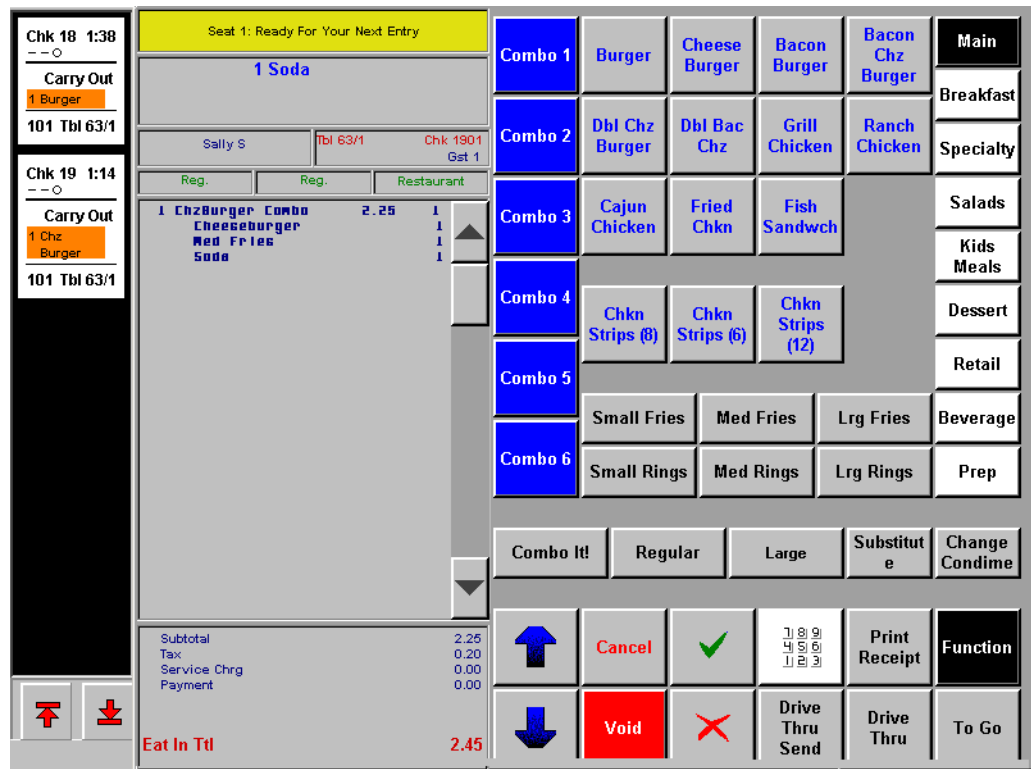 Chk 18 1:38
--○
Carry Out
1 Burger
101 Tbl 63/1
Chk 19 1:14
--○
Carry Out
1 Chz
Burger
101 Tbl 63/1
Seat 1: Ready For Your Next Entry
1 Soda
Sally S
Tbl 63/1 Chk 1901
Gst 1
Reg. Reg. Restaurant
1 ChzBurger Combo 2.25 1
Cheeseburger 1
Med Fries 1
Soda 1
Subtotal 2.25
Tax 0.20
Service Chrg 0.00
Payment 0.00
Eat In Ttl 2.45
Combo 1
Burger
Cheese
Burger
Bacon
Burger
Bacon
Chz
Burger
Main
Breakfast
Combo 2
Dbl Chz
Burger
Dbl Bac
Chz
Grill
Chicken
Ranch
Chicken
Specialty
Combo 3
Cajun
Chicken
Fried
Chkn
Fish
Sandwch
Salads
Kids
Meals
Combo 4
Chkn
Strips (8)
Chkn
Strips (6)
Chkn
Strips
(12)
Dessert
Combo 5
Retail
Small Fries
Med Fries
Lrg Fries
Beverage
Combo 6
Small Rings
Med Rings
Lrg Rings
Prep
Combo It!
Regular
Large
Substitut
e
Change
Condime
Cancel
7 8 9
4 5 6
1 2 3
Print
Receipt
Function
Void
Drive
Thru
Send
Drive
Thru
To Go